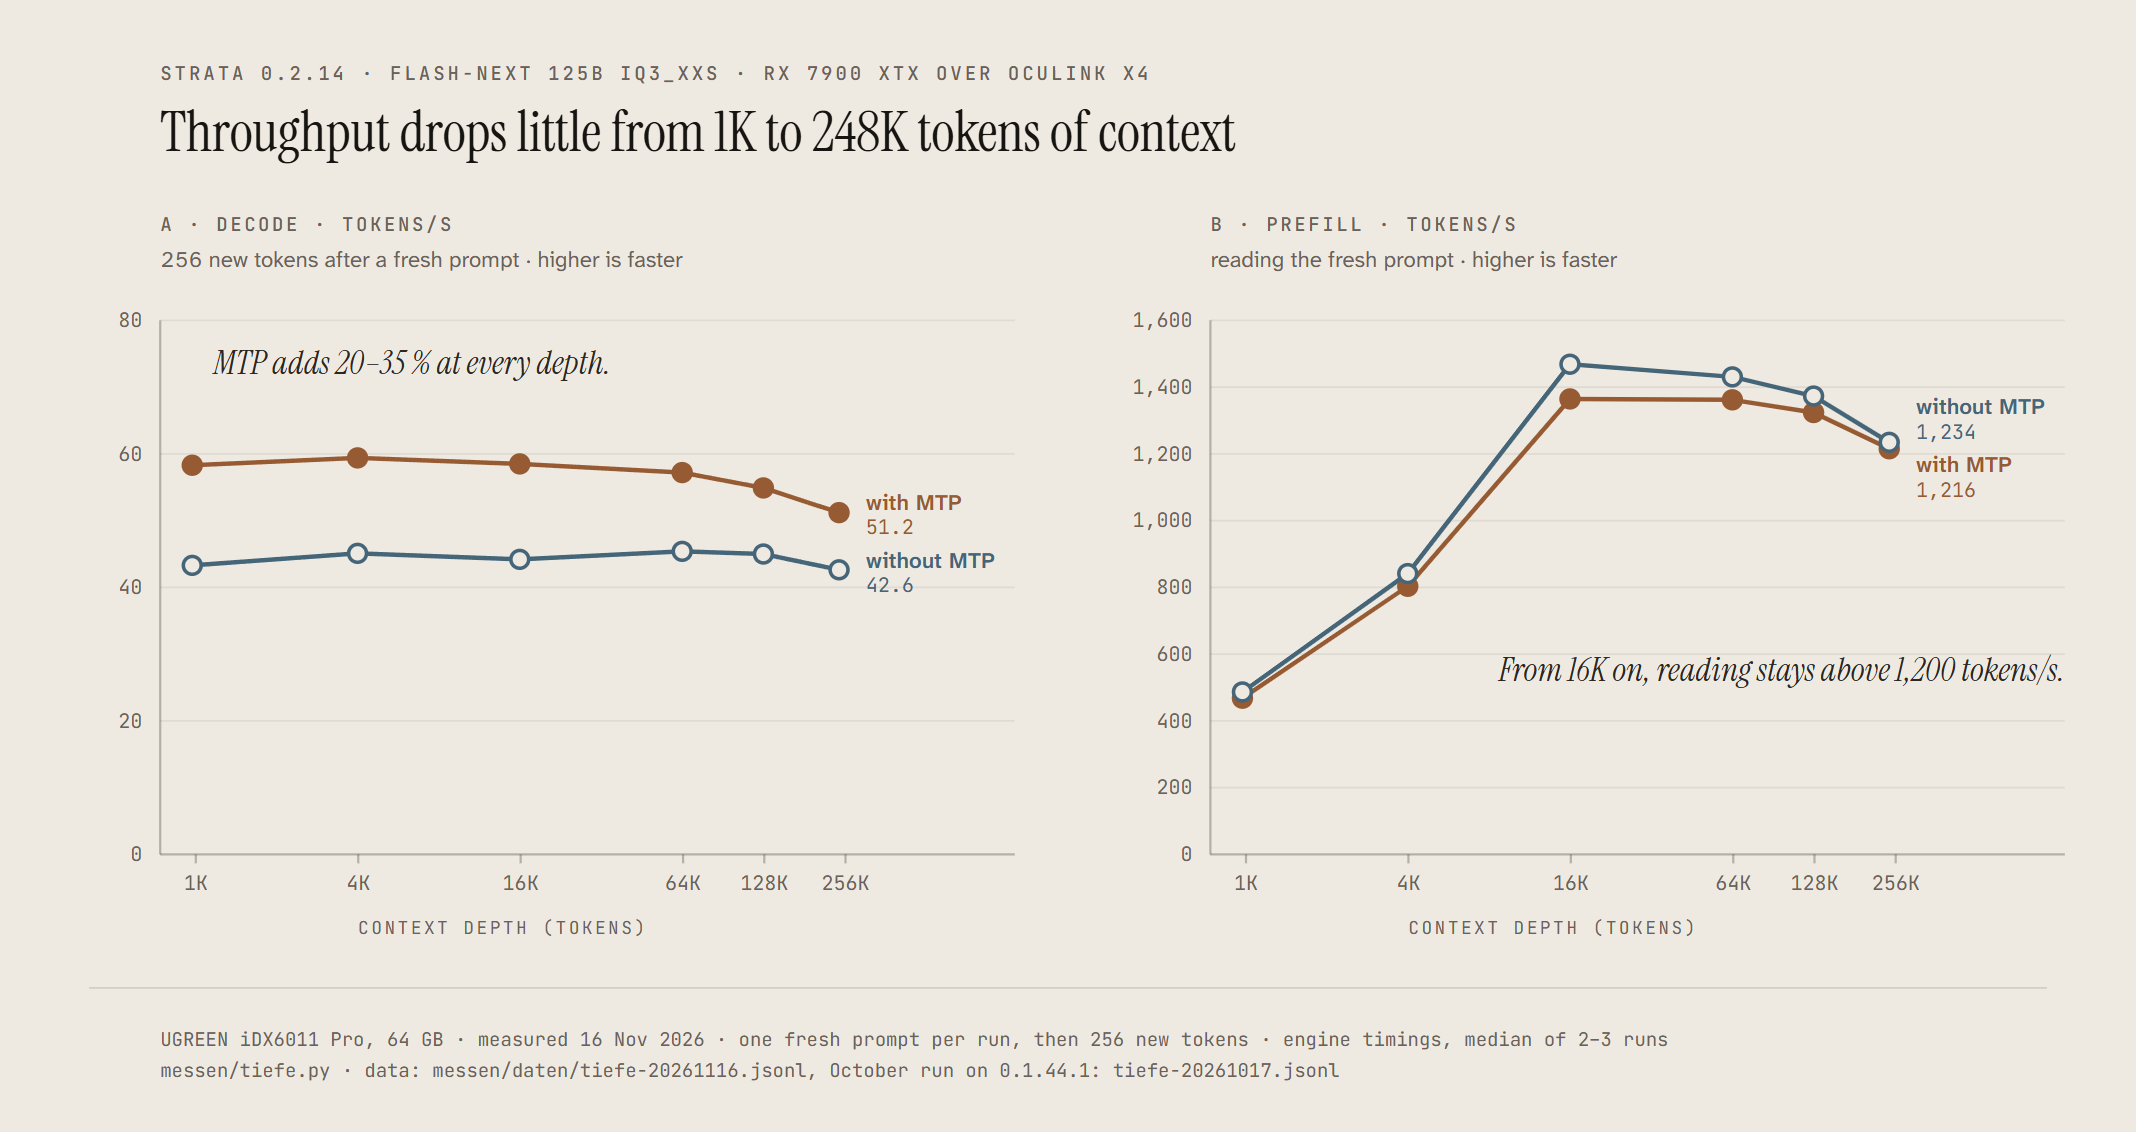 STRATA 0.2.14 · FLASH-NEXT 125B IQ3_XXS · RX 7900 XTX OVER OCULINK X4
Throughput drops little from 1K to 248K tokens of context
A · DECODE · TOKENS/S
256 new tokens after a fresh prompt · higher is faster
80
MTP adds 20–35 % at every depth.
60
with MTP
51.2
without MTP
42.6
40
20
0
1K 4K 16K 64K 128K 256K
CONTEXT DEPTH (TOKENS)
B · PREFILL · TOKENS/S
reading the fresh prompt · higher is faster
1,600
1,400
without MTP
1,234
1,200
with MTP
1,216
1,000
800
600
From 16K on, reading stays above 1,200 tokens/s.
400
200
0
1K 4K 16K 64K 128K 256K
CONTEXT DEPTH (TOKENS)
UGREEN iDX6011 Pro, 64 GB · measured 16 Nov 2026 · one fresh prompt per run, then 256 new tokens · engine timings, median of 2–3 runs
messen/tiefe.py · data: messen/daten/tiefe-20261116.jsonl, October run on 0.1.44.1: tiefe-20261017.jsonl